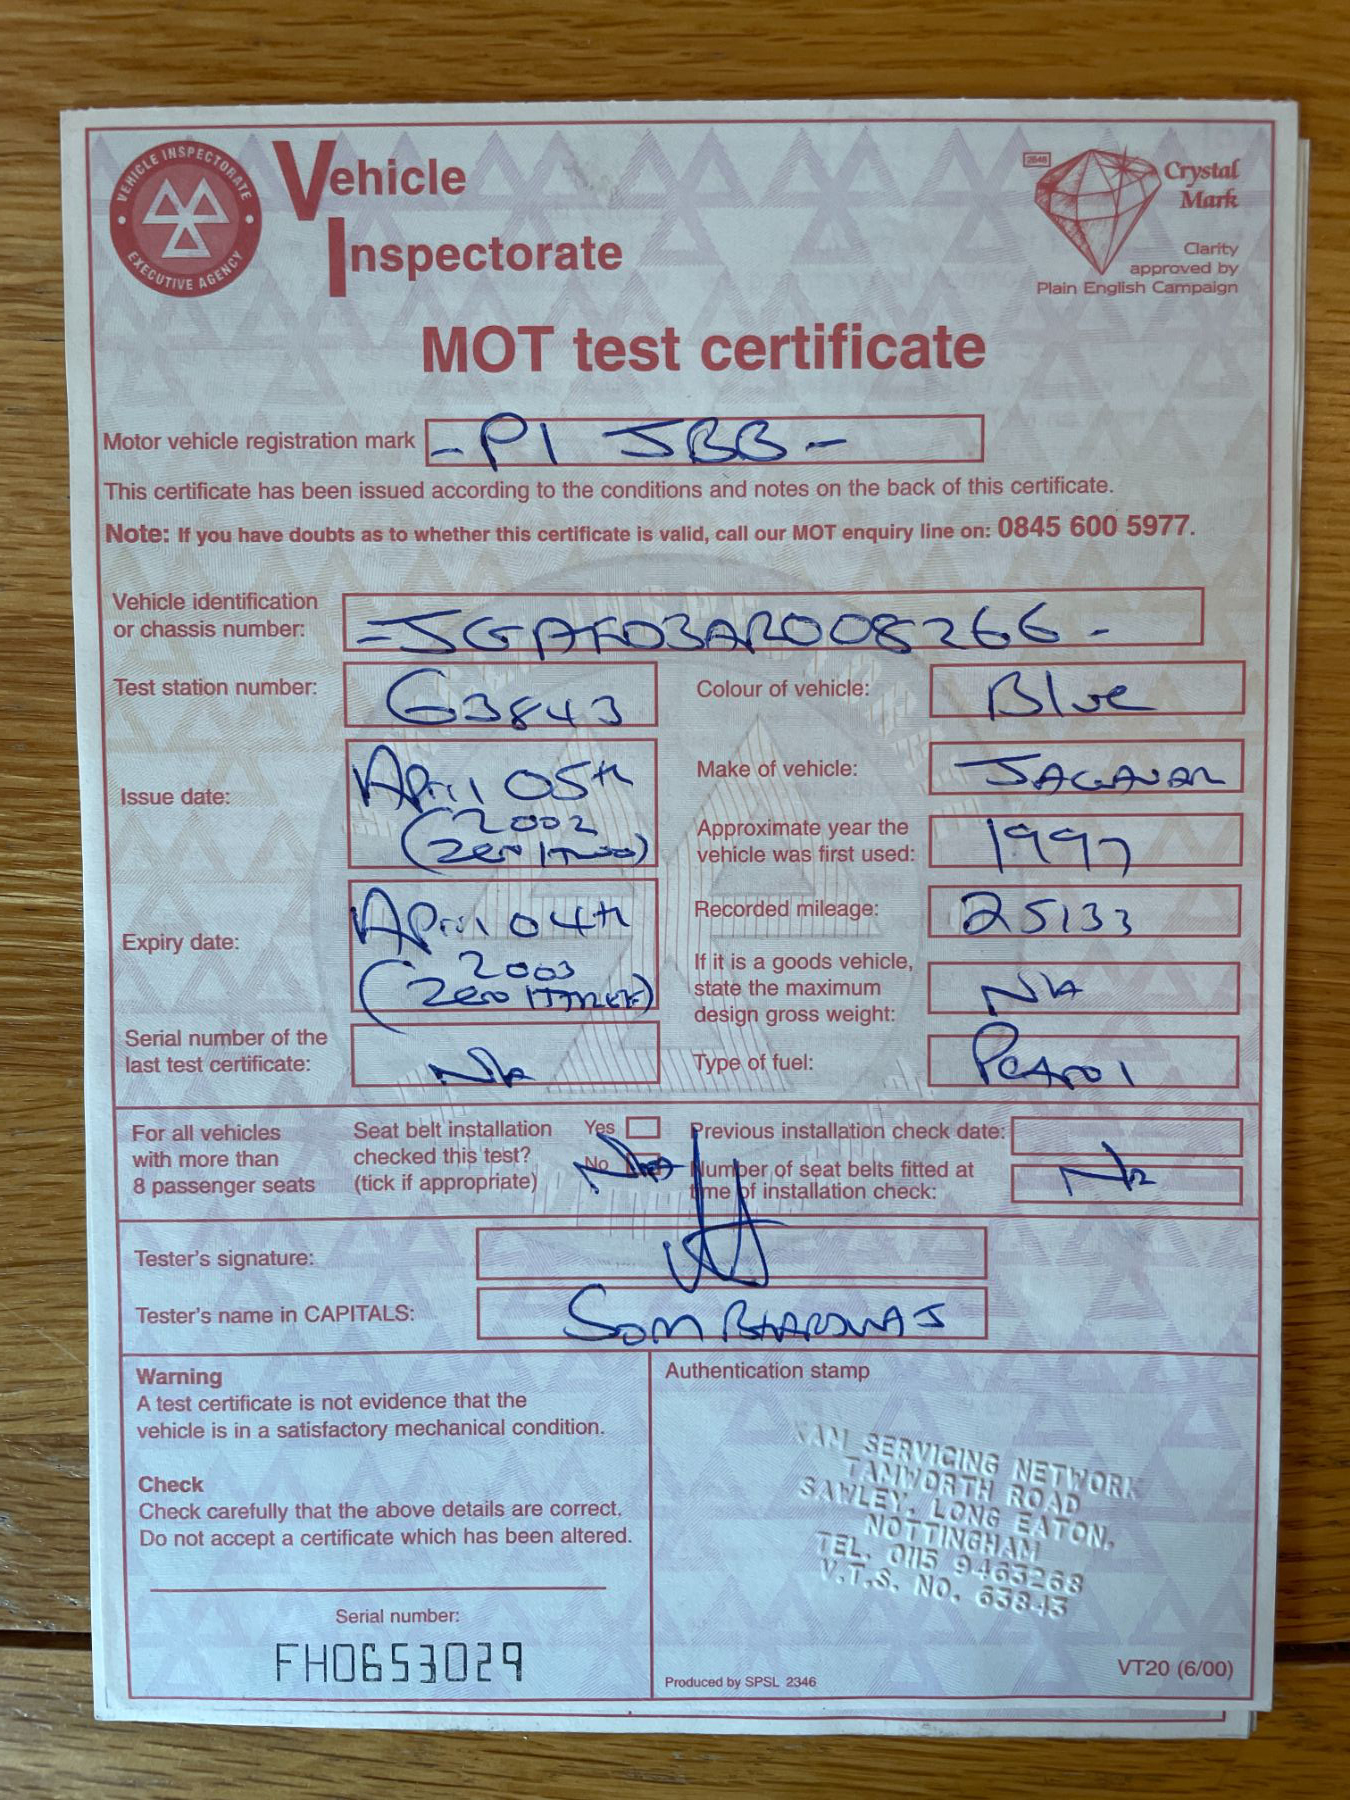 VEHICLE INSPECTORATE
EXECUTIVE AGENCY
Vehicle
Inspectorate
2346
Crystal
Mark
Clarity
approved by
Plain English Campaign
MOT test certificate
Motor vehicle registration mark -P1 JBB-
This certificate has been issued according to the conditions and notes on the back of this certificate.
Note: If you have doubts as to whether this certificate is valid, call our MOT enquiry line on: 0845 600 5977.
Vehicle identification
or chassis number:
Test station number: G3843
Colour of vehicle: Blue
Issue date: April 05th
2002
Make of vehicle:
Approximate year the
vehicle was first used: 1997
Expiry date: April 04th
2003
Recorded mileage: 25133
If it is a goods vehicle,
state the maximum
design gross weight: NA
Serial number of the
last test certificate: NA
Type of fuel: Petrol
For all vehicles
with more than
8 passenger seats
Seat belt installation
checked this test?
(tick if appropriate)
Yes
No
NA
Previous installation check date:
Number of seat belts fitted at
time of installation check:
NA
Tester's signature:
Tester's name in CAPITALS: SOM BHARDWAJ
Warning
A test certificate is not evidence that the
vehicle is in a satisfactory mechanical condition.
Check
Check carefully that the above details are correct.
Do not accept a certificate which has been altered.
Serial number:
FH0653029
Authentication stamp
SERVICING NETWORK
TAMWORTH ROAD
SAWLEY, LONG EATON,
NOTTINGHAM
TEL. 0115 9463268
V.T.S. NO. 63843
Produced by SPSL 2346
VT20 (6/00)